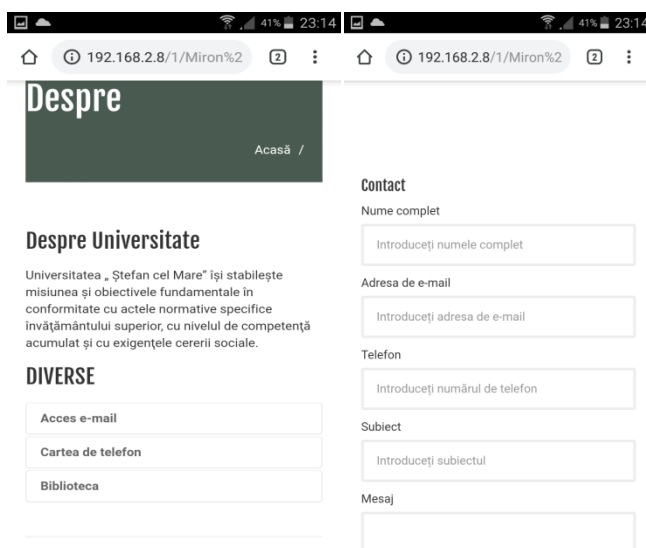 41% 23:14
192.168.2.8/1/Miron%2 2
Despre
Acasă /
Despre Universitate
Universitatea „ Ștefan cel Mare" își stabilește
misiunea și obiectivele fundamentale în
conformitate cu actele normative specifice
învăţământului superior, cu nivelul de competenţă
acumulat și cu exigenţele cererii sociale.
DIVERSE
Acces e-mail
Cartea de telefon
Biblioteca
41% 23:14
192.168.2.8/1/Miron%2 2
Contact
Nume complet
Introduceți numele complet
Adresa de e-mail
Introduceți adresa de e-mail
Telefon
Introduceți numărul de telefon
Subiect
Introduceți subiectul
Mesaj